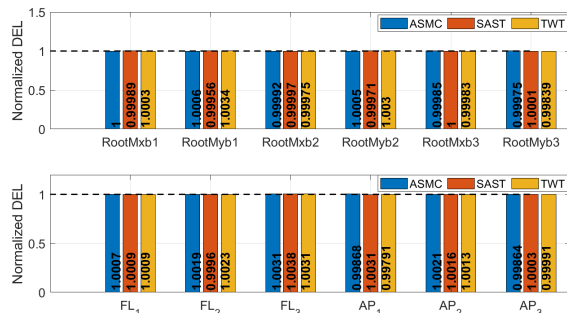 1.5
ASMC SAST TWT
1
0.5
0
Normalized DEL
1 0.99989 1.0003 1.0006 0.99956 1.0034 0.99992 0.99997 0.99975 1.0005 0.99971 1.003 0.99985 1 0.99983 0.99975 1.0001 0.99839
RootMxb1 RootMyb1 RootMxb2 RootMyb2 RootMxb3 RootMyb3
ASMC SAST TWT
1
0.5
0
Normalized DEL
1.0007 1.0009 1.0009 1.0019 0.9996 1.0023 1.0031 1.0038 1.0031 0.99868 1.0031 0.99791 1.0021 1.0016 1.0013 0.99864 1.0003 0.99991
FL1 FL2 FL3 AP1 AP2 AP3